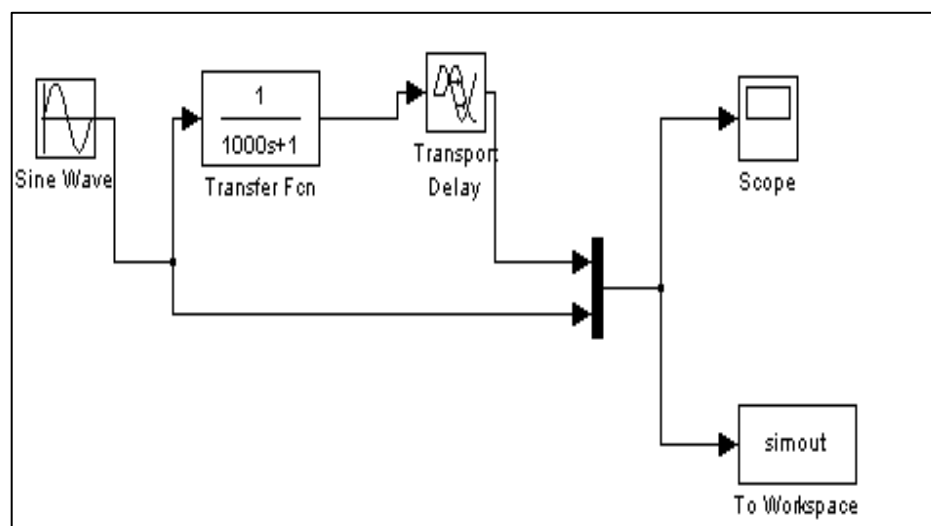 Sine Wave
1
1000s+1
Transfer Fcn
Transport
Delay
Scope
simout
To Workspace